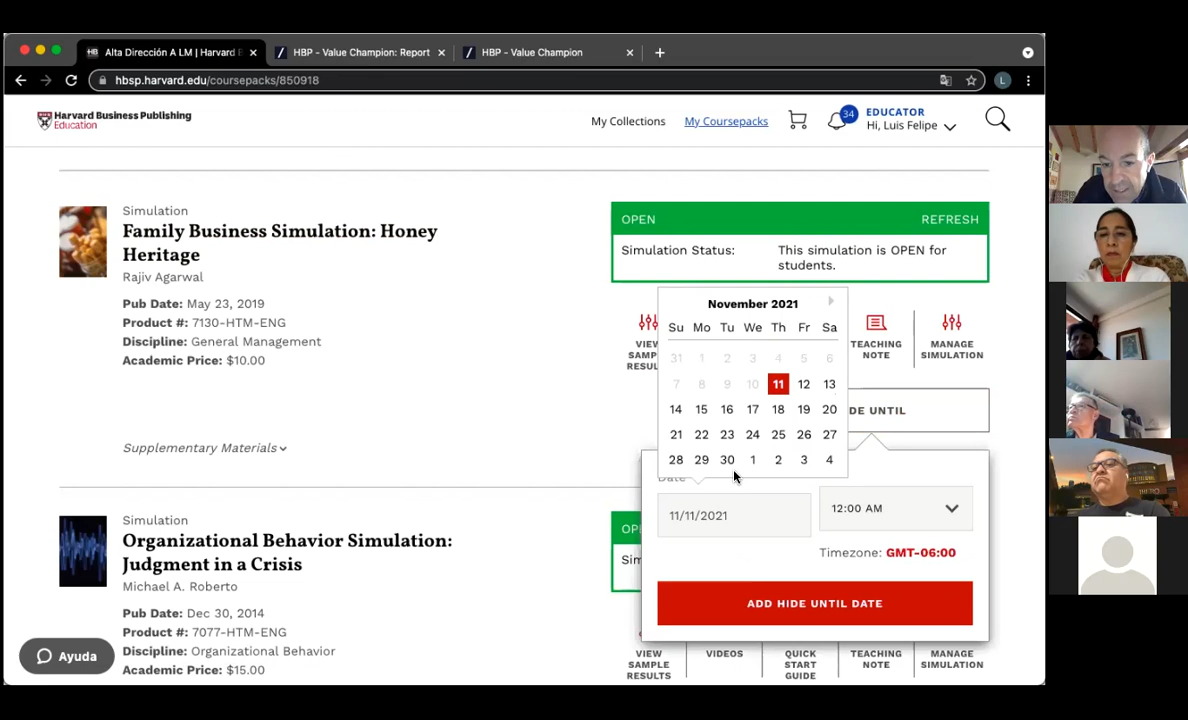 Alta Dirección A LM | Harvard B
HBP - Value Champion: Report
HBP - Value Champion
hbsp.harvard.edu/coursepacks/850918
L
Harvard Business Publishing
Education
My Collections
My Coursepacks
34
EDUCATOR
Hi, Luis Felipe
Simulation
Family Business Simulation: Honey
Heritage
Rajiv Agarwal
Pub Date: May 23, 2019
Product #: 7130-HTM-ENG
Discipline: General Management
Academic Price: $10.00
Supplementary Materials
OPEN
REFRESH
Simulation Status:
This simulation is OPEN for
students.
VIEW
SAMP
RESUL
TEACHING
NOTE
MANAGE
SIMULATION
DE UNTIL
November 2021
Su Mo Tu We Th Fr Sa
31 1 2 3 4 5 6
7 8 9 10 11 12 13
14 15 16 17 18 19 20
21 22 23 24 25 26 27
28 29 30 1 2 3 4
Date
11/11/2021
12:00 AM
Timezone: GMT-06:00
ADD HIDE UNTIL DATE
Simulation
Organizational Behavior Simulation:
Judgment in a Crisis
Michael A. Roberto
Pub Date: Dec 30, 2014
Product #: 7077-HTM-ENG
Discipline: Organizational Behavior
Academic Price: $15.00
OP
Sim
VIEW
SAMPLE
RESULTS
VIDEOS
QUICK
START
GUIDE
TEACHING
NOTE
MANAGE
SIMULATION
Ayuda